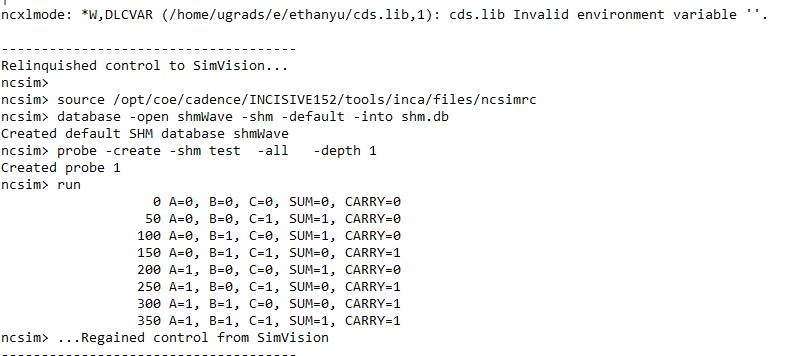 ncxlmode: *W,DLCVAR (/home/ugrads/e/ethanyu/cds.lib,1): cds.lib Invalid environment variable ''.
------------------------------------
Relinquished control to SimVision...
ncsim>
ncsim> source /opt/coe/cadence/INCISIVE152/tools/inca/files/ncsimrc
ncsim> database -open shmWave -shm -default -into shm.db
Created default SHM database shmWave
ncsim> probe -create -shm test  -all   -depth 1
Created probe 1
ncsim> run
                   0 A=0, B=0, C=0, SUM=0, CARRY=0
                  50 A=0, B=0, C=1, SUM=1, CARRY=0
                 100 A=0, B=1, C=0, SUM=1, CARRY=0
                 150 A=0, B=1, C=1, SUM=0, CARRY=1
                 200 A=1, B=0, C=0, SUM=1, CARRY=0
                 250 A=1, B=0, C=1, SUM=0, CARRY=1
                 300 A=1, B=1, C=0, SUM=0, CARRY=1
                 350 A=1, B=1, C=1, SUM=1, CARRY=1
ncsim> ...Regained control from SimVision
------------------------------------